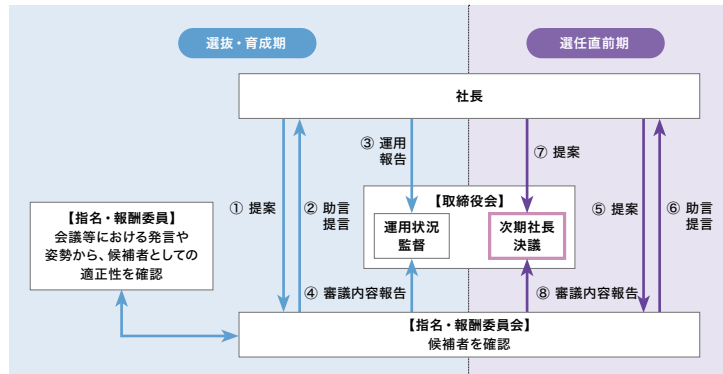 選抜・育成期
選任直前期
社長
③ 運用
報告
⑦ 提案
① 提案
② 助言
提言
【取締役会】
運用状況
監督
次期社長
決議
⑤ 提案
⑥ 助言
提言
【指名・報酬委員】
会議等における発言や
姿勢から、候補者としての
適正性を確認
④ 審議内容報告
⑧ 審議内容報告
【指名・報酬委員会】
候補者を確認